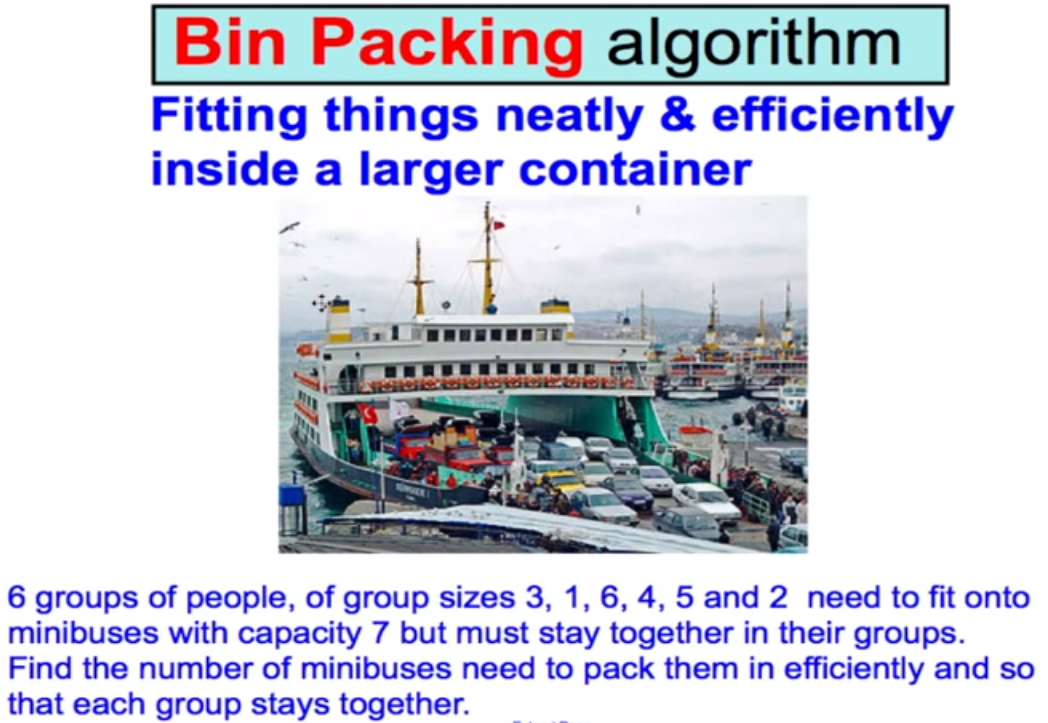 Bin Packing algorithm
Fitting things neatly & efficiently
inside a larger container
6 groups of people, of group sizes 3, 1, 6, 4, 5 and 2 need to fit onto
minibuses with capacity 7 but must stay together in their groups.
Find the number of minibuses need to pack them in efficiently and so
that each group stays together.